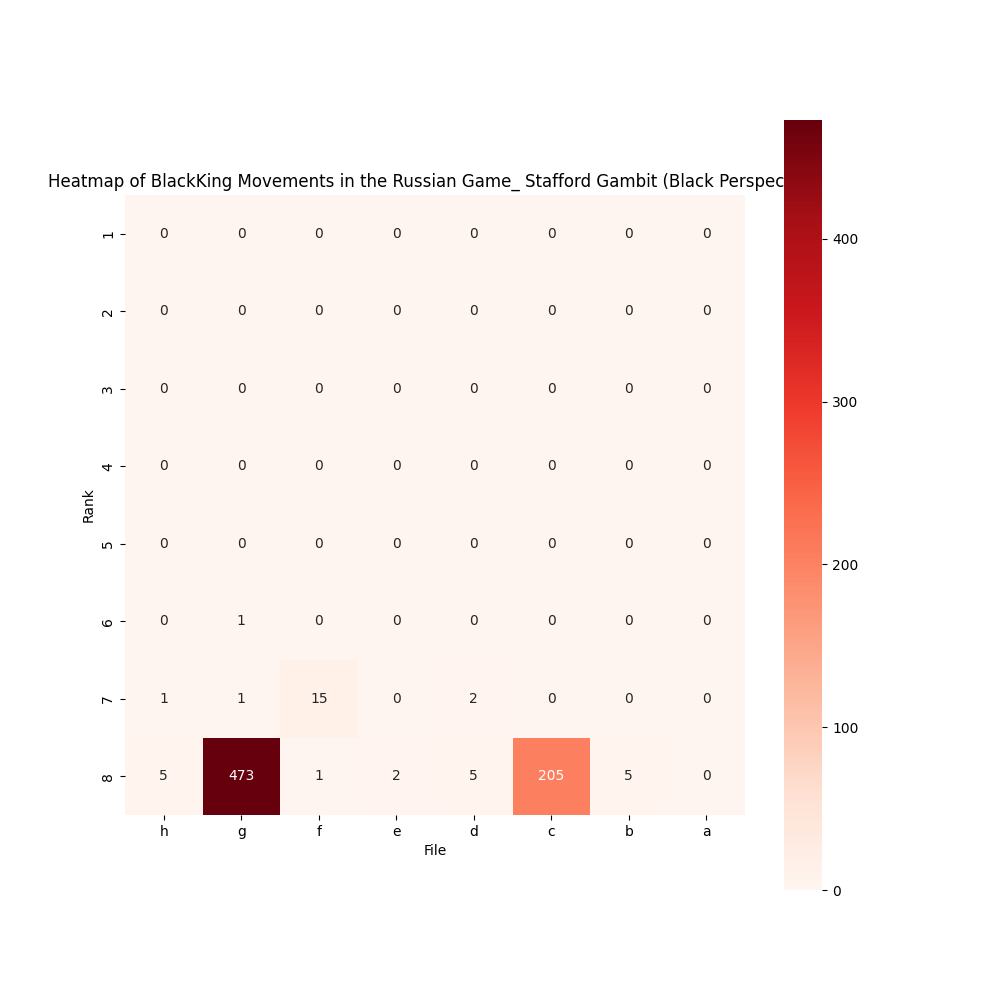 Heatmap of BlackKing Movements in the Russian Game_ Stafford Gambit (Black Perspec
1 0 0 0 0 0 0 0 0
2 0 0 0 0 0 0 0 0
3 0 0 0 0 0 0 0 0
4 0 0 0 0 0 0 0 0
5 0 0 0 0 0 0 0 0
6 0 1 0 0 0 0 0 0
7 1 1 15 0 2 0 0 0
8 5 473 1 2 5 205 5 0
h g f e d c b a
File
Rank
400
300
200
100
0